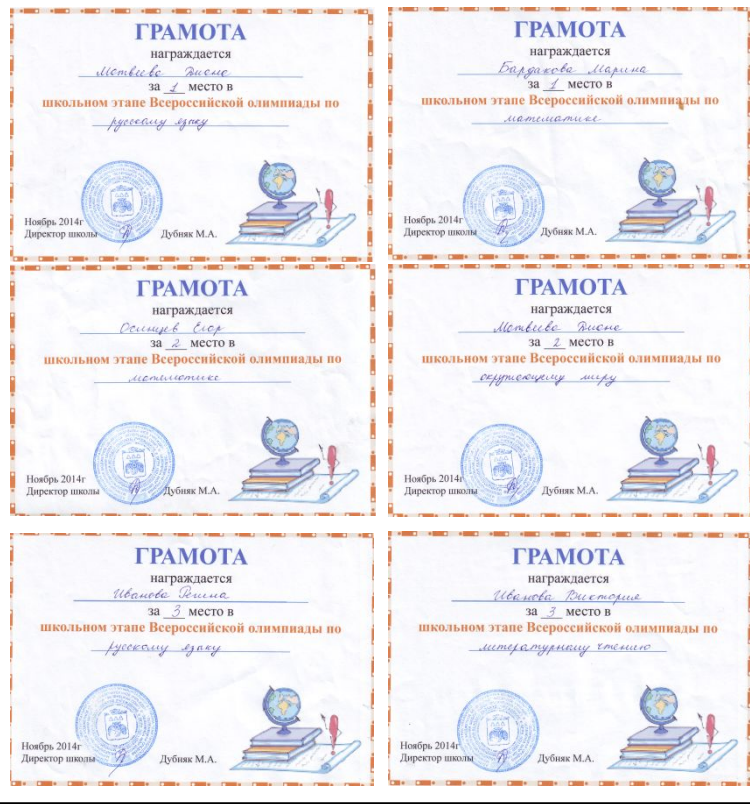 ГРАМОТА
награждается
Матвеева Диана
за 1 место в
школьном этапе Всероссийской олимпиады по
русскому языку
Ноябрь 2014г
Директор школы Дубняк М.А.
ГРАМОТА
награждается
Бардакова Марина
за 1 место в
школьном этапе Всероссийской олимпиады по
математике
Ноябрь 2014г
Директор школы Дубняк М.А.
ГРАМОТА
награждается
Осинцев Егор
за 2 место в
школьном этапе Всероссийской олимпиады по
математике
Ноябрь 2014г
Директор школы Дубняк М.А.
ГРАМОТА
награждается
Матвеева Диана
за 2 место в
школьном этапе Всероссийской олимпиады по
окружающему миру
Ноябрь 2014г
Директор школы Дубняк М.А.
ГРАМОТА
награждается
Иванова Регина
за 3 место в
школьном этапе Всероссийской олимпиады по
русскому языку
Ноябрь 2014г
Директор школы Дубняк М.А.
ГРАМОТА
награждается
Иванова Виктория
за 3 место в
школьном этапе Всероссийской олимпиады по
литературному чтению
Ноябрь 2014г
Директор школы Дубняк М.А.